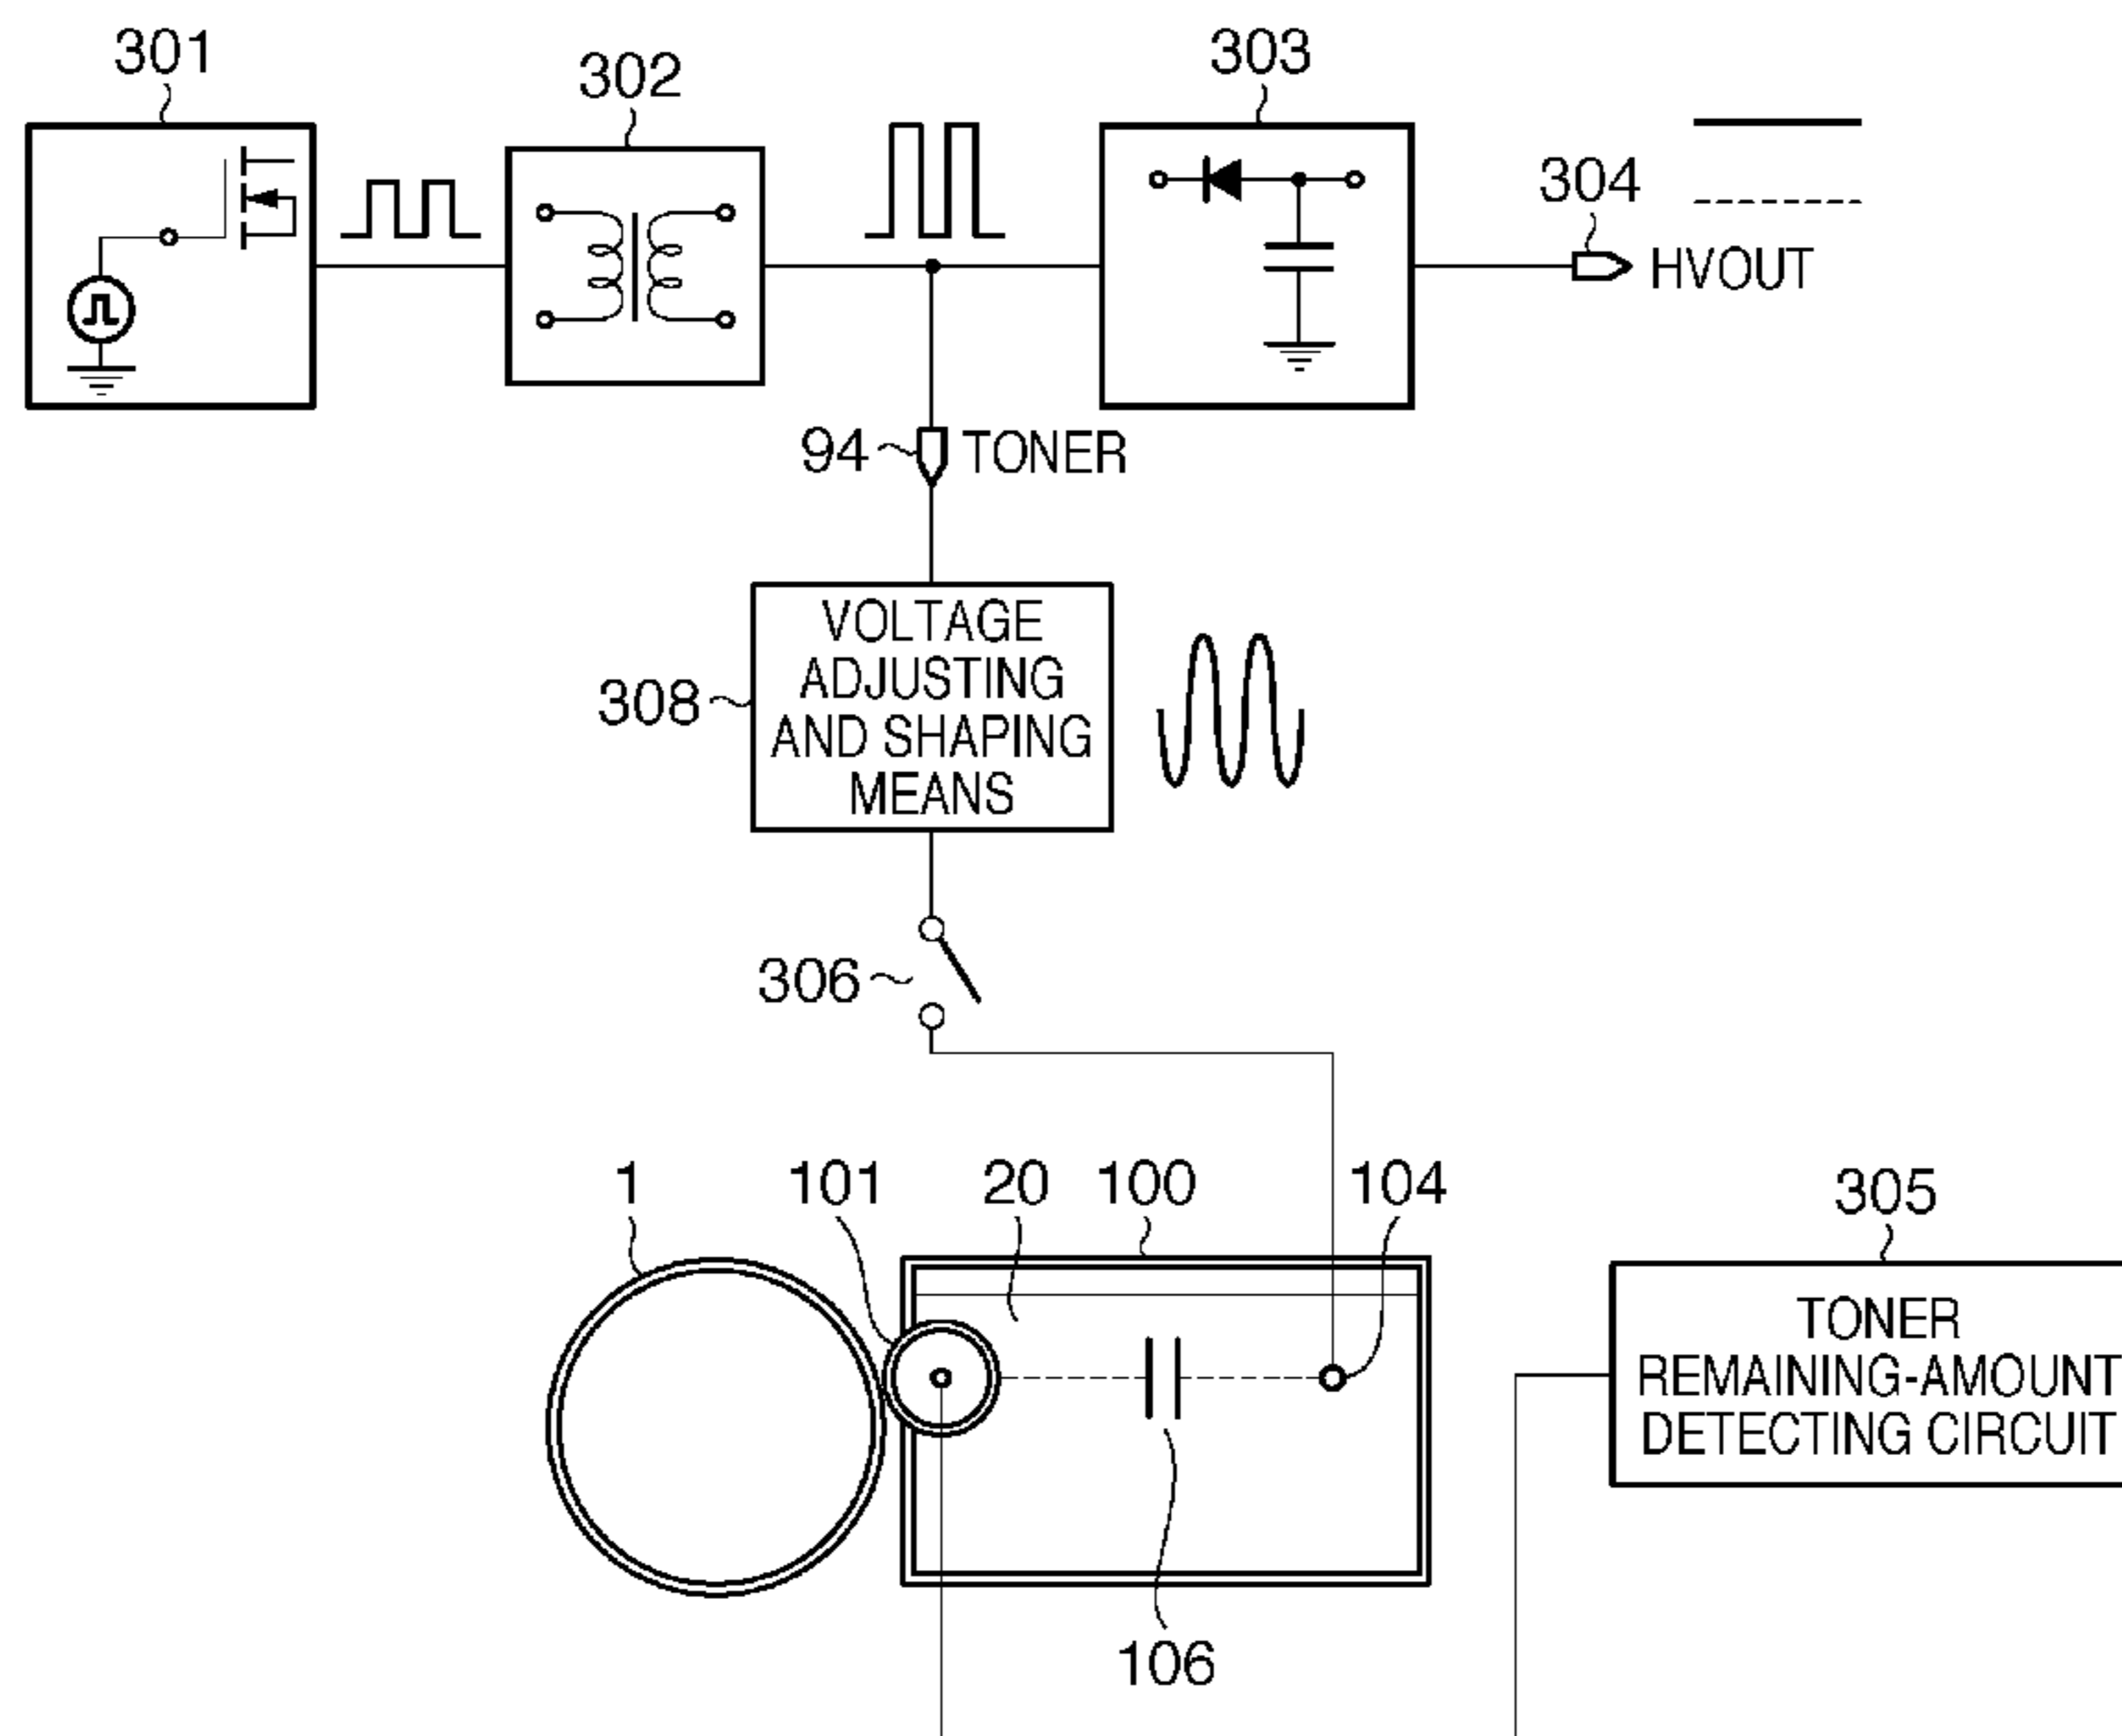 301
302
303
304
HVOUT
94
TONER
308
VOLTAGE
ADJUSTING
AND SHAPING
MEANS
306
1
101
20
100
104
305
TONER
REMAINING-AMOUNT
DETECTING CIRCUIT
106